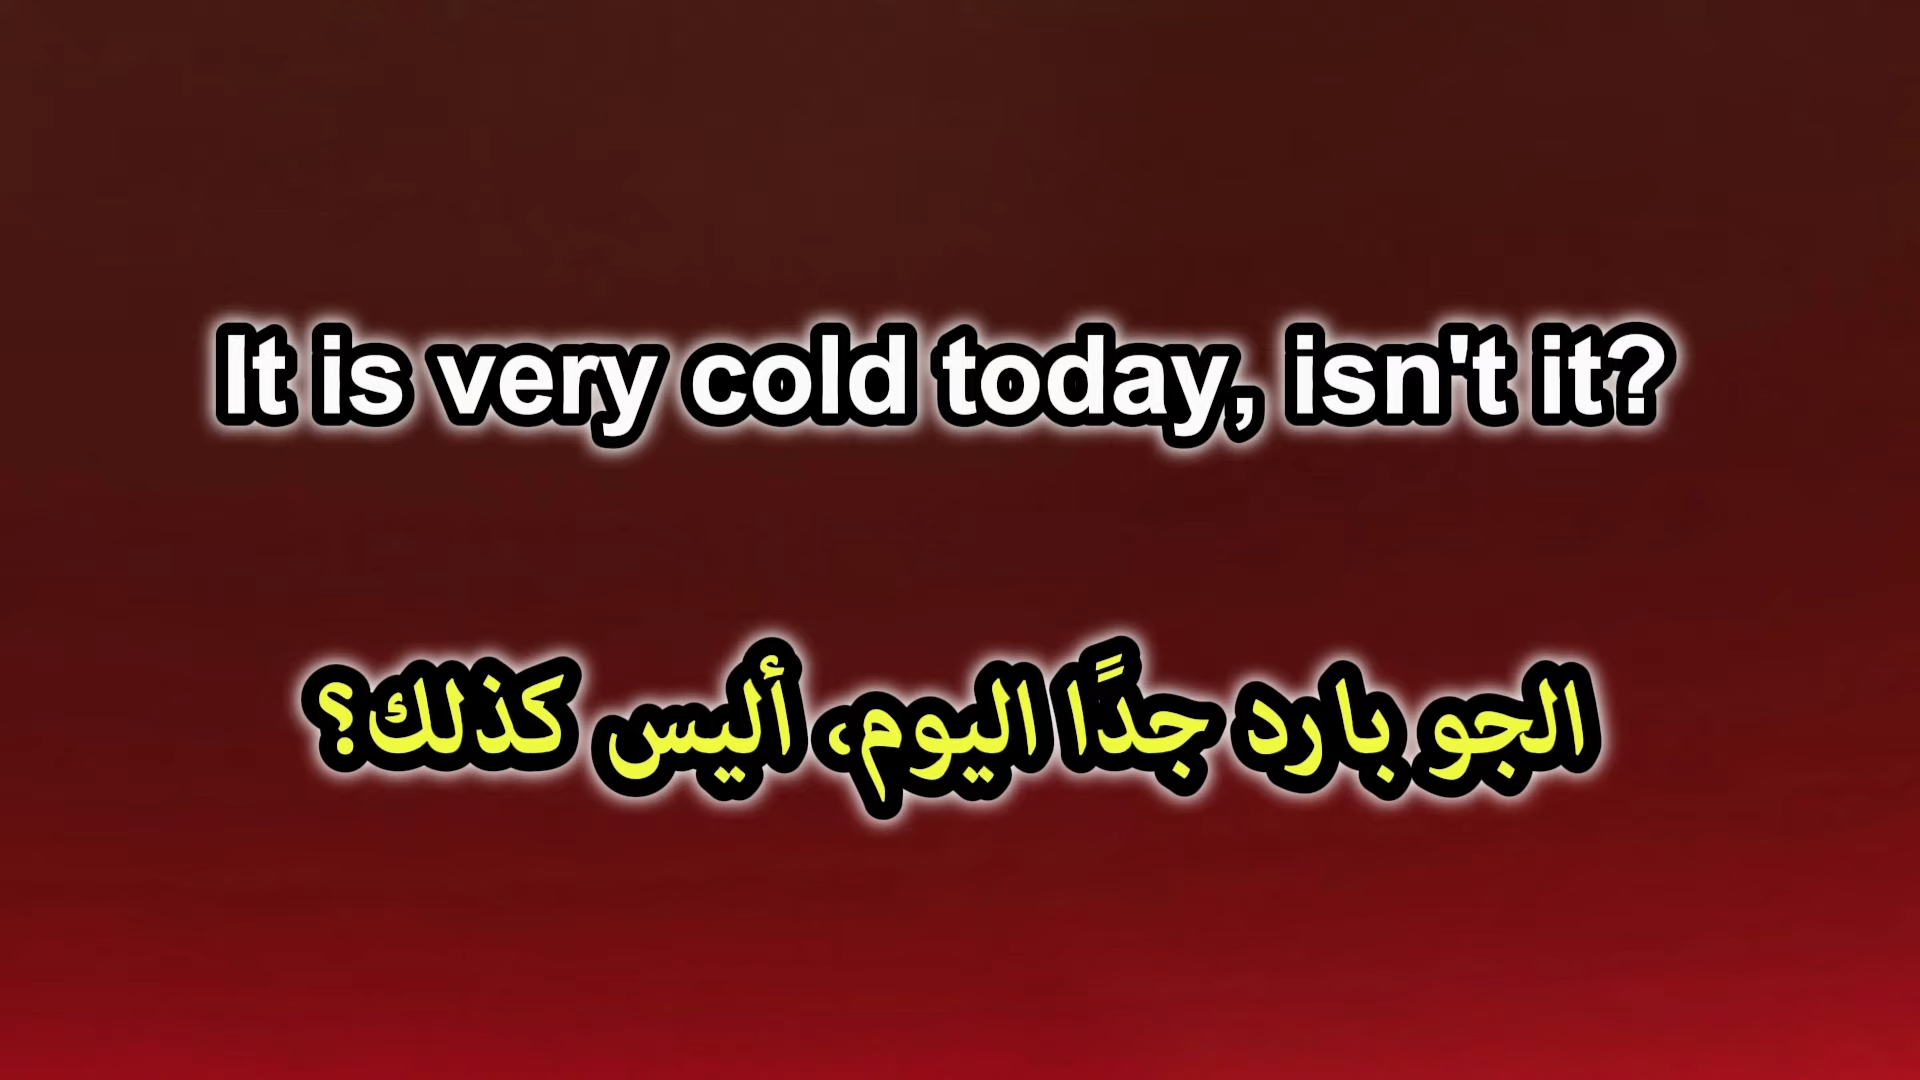 It is very cold today, isn't it?
الجو بارد جدًا اليوم، أليس كذلك؟